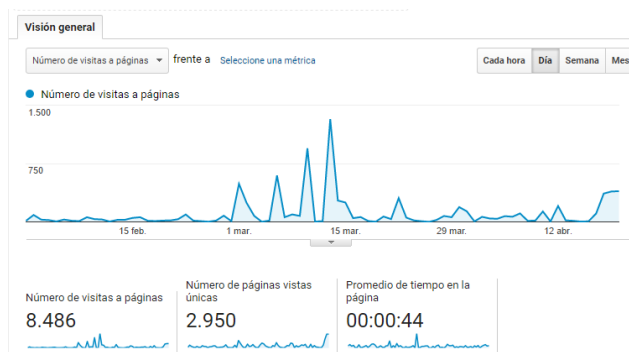 Visión general
Número de visitas a páginas frente a Seleccione una métrica Cada hora Día Semana Mes
Número de visitas a páginas
1.500
750
15 feb. 1 mar. 15 mar. 29 mar. 12 abr.
Número de visitas a páginas
8.486
Número de páginas vistas
únicas
2.950
Promedio de tiempo en la
página
00:00:44